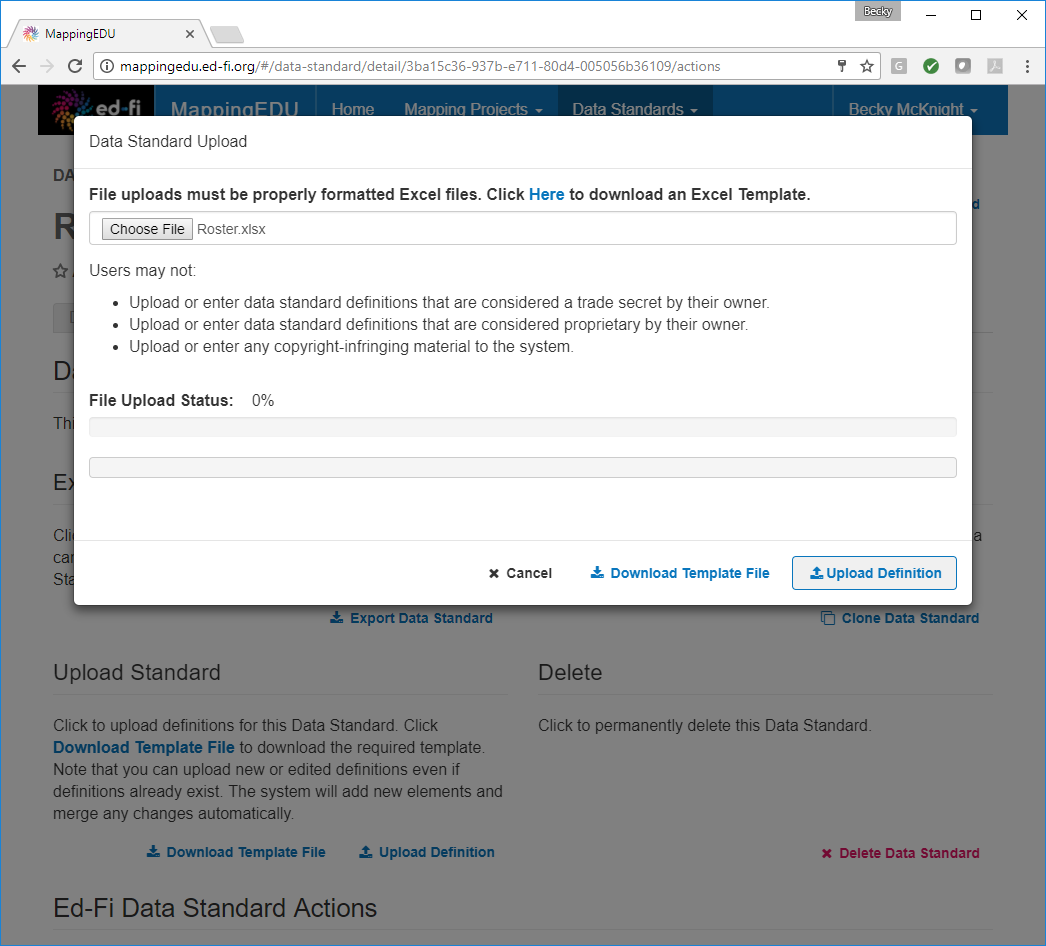 Becky
MappingEDU
mappingedu.ed-fi.org/#/data-standard/detail/3ba15c36-937b-e711-80d4-005056b36109/actions
G
ed-fi MappingEDU Home Mapping Projects Data Standards Becky McKnight
Data Standard Upload
File uploads must be properly formatted Excel files. Click Here to download an Excel Template.
Choose File Roster.xlsx
Users may not:
• Upload or enter data standard definitions that are considered a trade secret by their owner.
• Upload or enter data standard definitions that are considered proprietary by their owner.
• Upload or enter any copyright-infringing material to the system.
File Upload Status: 0%
Cancel Download Template File Upload Definition
Export Data Standard Clone Data Standard
Upload Standard
Click to upload definitions for this Data Standard. Click
Download Template File to download the required template.
Note that you can upload new or edited definitions even if
definitions already exist. The system will add new elements and
merge any changes automatically.
Download Template File Upload Definition
Delete
Click to permanently delete this Data Standard.
Delete Data Standard
Ed-Fi Data Standard Actions